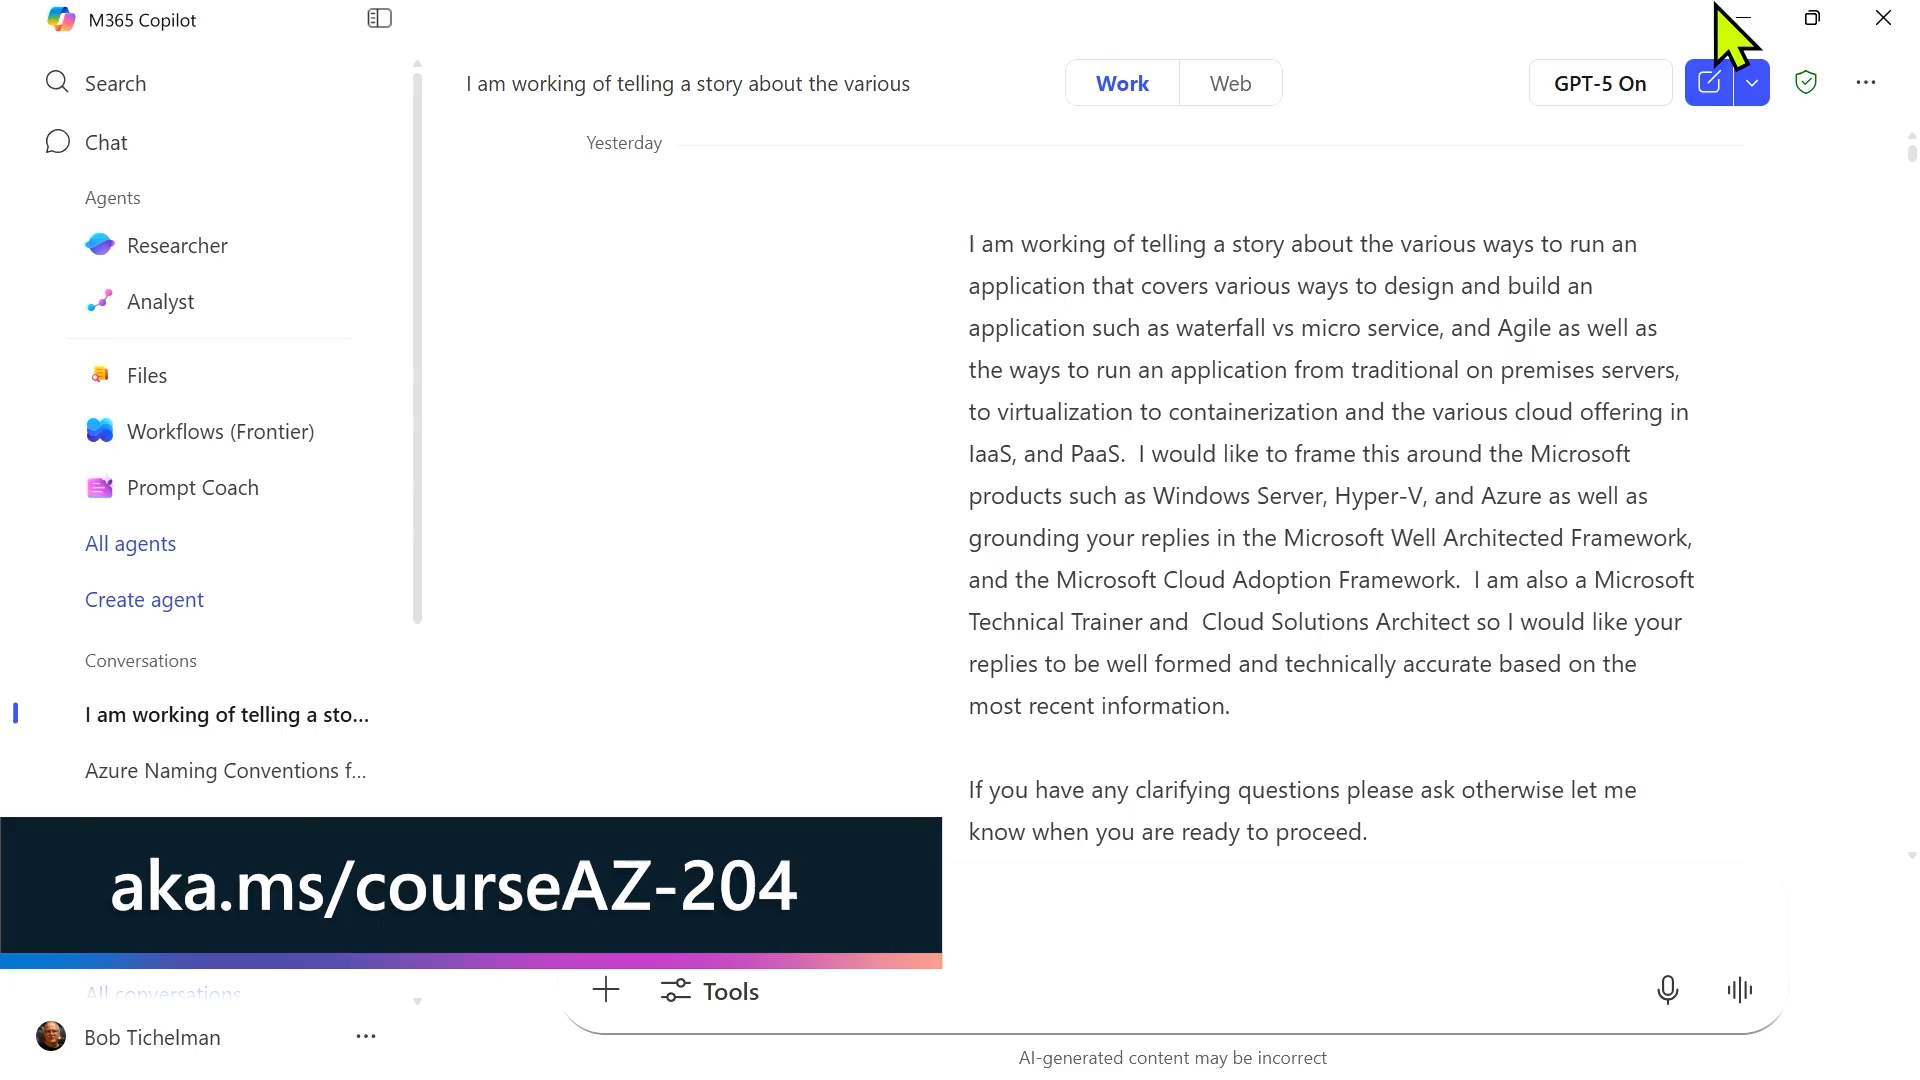 M365 Copilot
Search
Chat
Agents
Researcher
Analyst
Files
Workflows (Frontier)
Prompt Coach
All agents
Create agent
Conversations
I am working of telling a sto...
Azure Naming Conventions f...
All conversations
Bob Tichelman
I am working of telling a story about the various
Work
Web
GPT-5 On
Yesterday
I am working of telling a story about the various ways to run an
application that covers various ways to design and build an
application such as waterfall vs micro service, and Agile as well as
the ways to run an application from traditional on premises servers,
to virtualization to containerization and the various cloud offering in
IaaS, and PaaS.  I would like to frame this around the Microsoft
products such as Windows Server, Hyper-V, and Azure as well as
grounding your replies in the Microsoft Well Architected Framework,
and the Microsoft Cloud Adoption Framework.  I am also a Microsoft
Technical Trainer and  Cloud Solutions Architect so I would like your
replies to be well formed and technically accurate based on the
most recent information.
If you have any clarifying questions please ask otherwise let me
know when you are ready to proceed.
aka.ms/courseAZ-204
Tools
AI-generated content may be incorrect